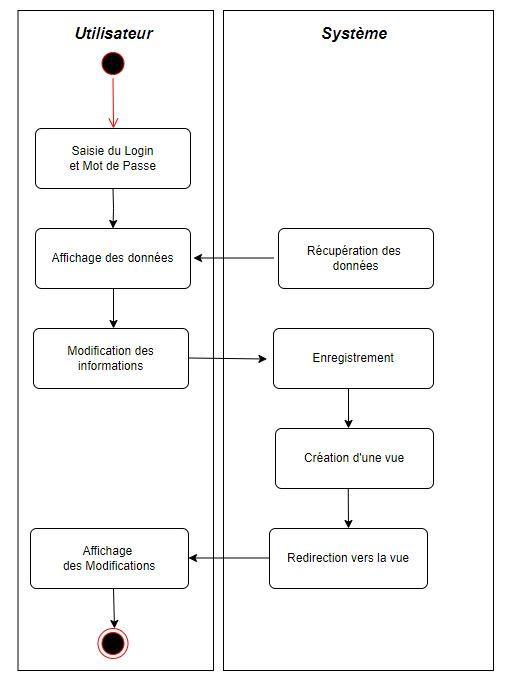 Utilisateur
Système
Saisie du Login
et Mot de Passe
Affichage des données
Récupération des
données
Modification des
informations
Enregistrement
Création d'une vue
Affichage
des Modifications
Redirection vers la vue